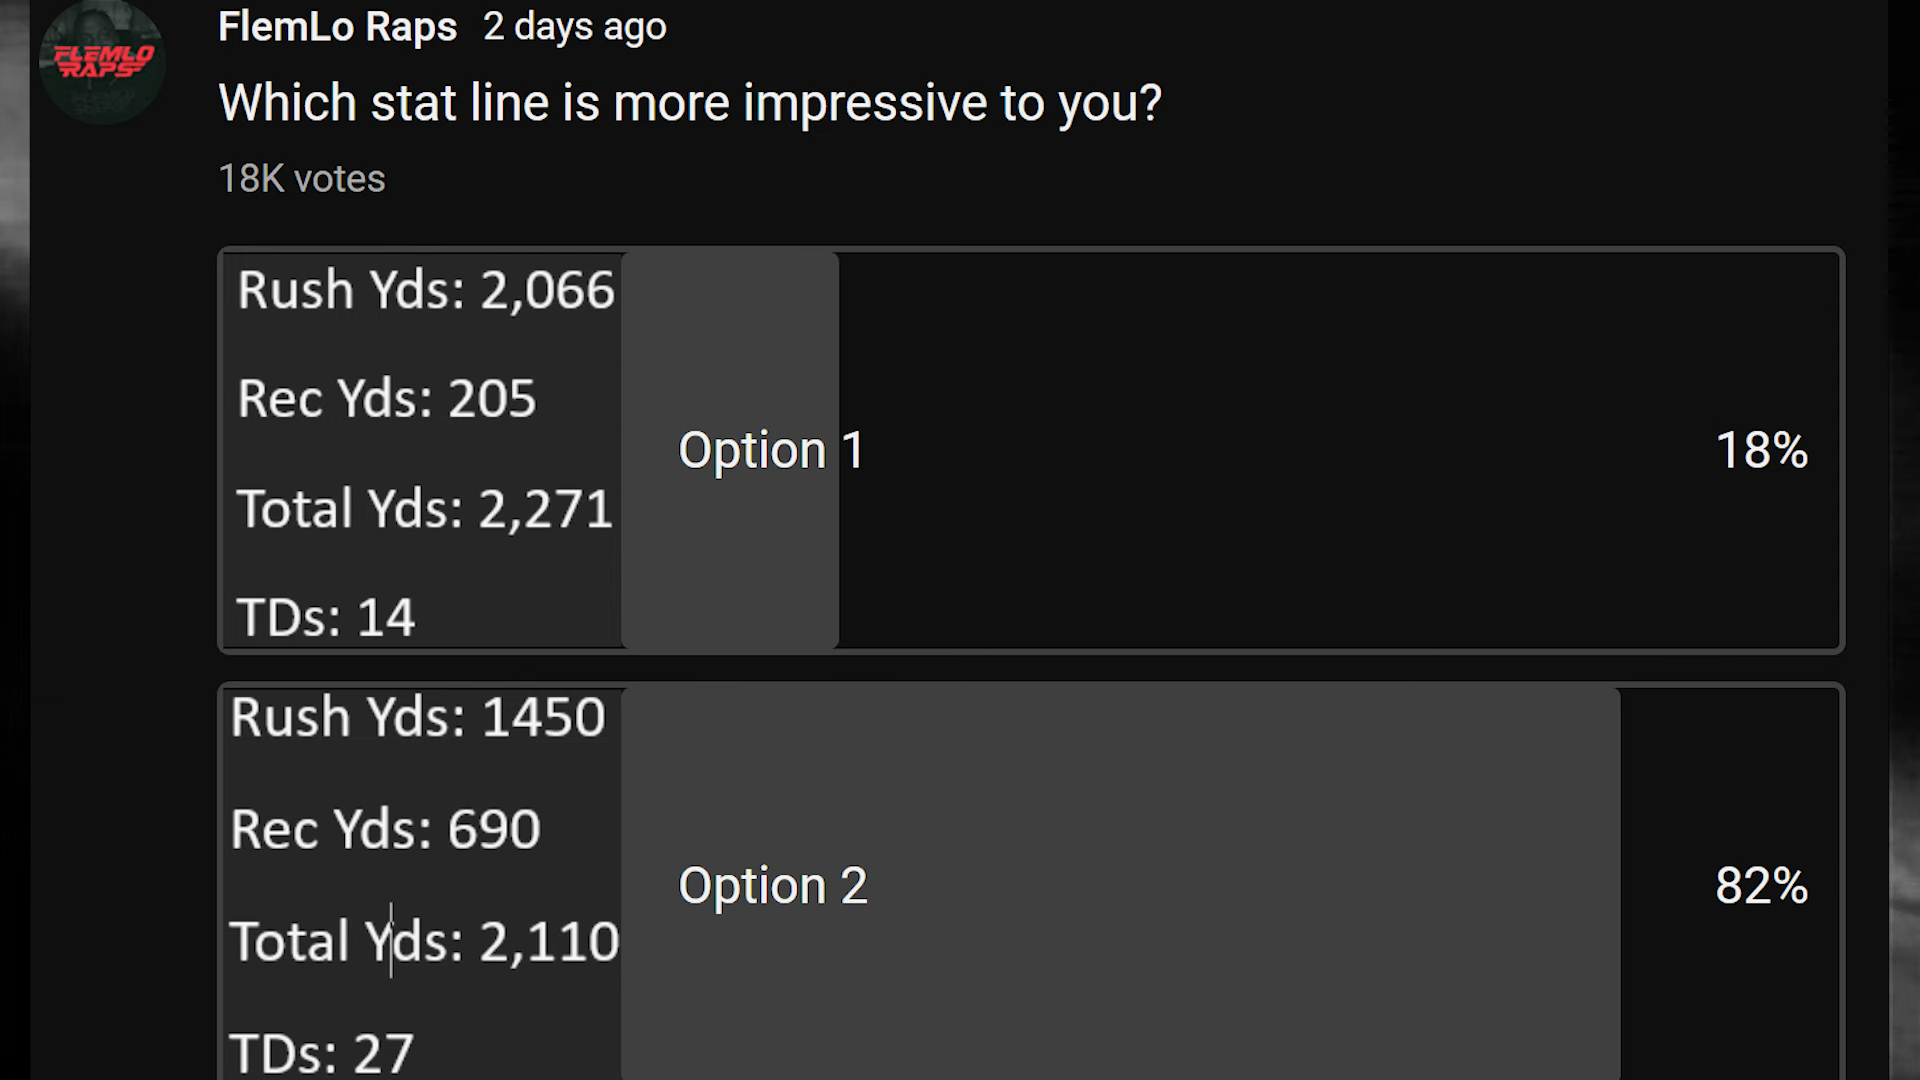 FLEMLO
RAPS
FlemLo Raps 2 days ago
Which stat line is more impressive to you?
18K votes
Rush Yds: 2,066
Rec Yds: 205
Total Yds: 2,271
TDs: 14
Option 1
18%
Rush Yds: 1450
Rec Yds: 690
Total Yds: 2,110
TDs: 27
Option 2
82%